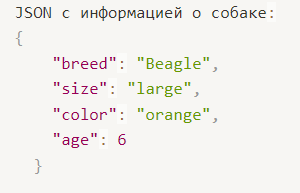 JSON с информацией о собаке:
{
    "breed": "Beagle",
    "size": "large",
    "color": "orange",
    "age": 6
  }